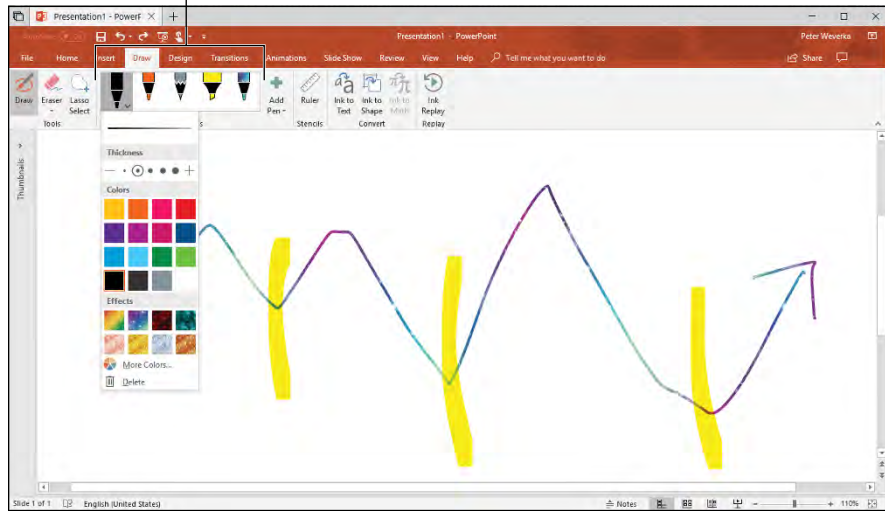 Presentation1 - PowerF
Presentation1 - PowerPoint
Peter Weverka
File Home Insert Draw Design Transitions Animations Slide Show Review View Help Tell me what you want to do
Share
Draw
Eraser
Lasso Select
Tools
s
Add Pen
Ruler
Stencils
Ink to Text
Ink to Shape
Ink to Math
Convert
Ink Replay
Replay
Thickness
Colors
Effects
More Colors...
Delete
Thumbnails
Slide 1 of 1 English (United States)
Notes
110%